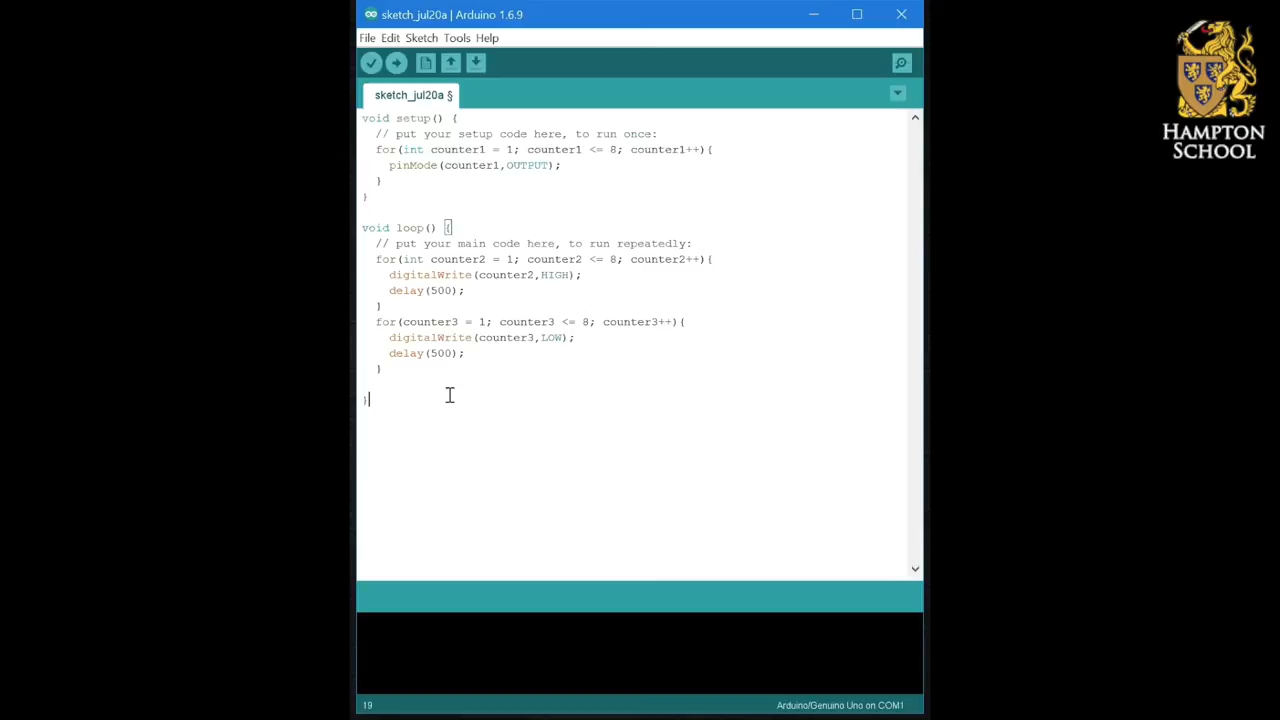 sketch_jul20a | Arduino 1.6.9
File Edit Sketch Tools Help
sketch_jul20a §
void setup() {
  // put your setup code here, to run once:
  for(int counter1 = 1; counter1 <= 8; counter1++){
    pinMode(counter1,OUTPUT);
  }
}

void loop() {
  // put your main code here, to run repeatedly:
  for(int counter2 = 1; counter2 <= 8; counter2++){
    digitalWrite(counter2,HIGH);
    delay(500);
  }
  for(counter3 = 1; counter3 <= 8; counter3++){
    digitalWrite(counter3,LOW);
    delay(500);
  }

}
19
Arduino/Genuino Uno on COM1
HAMPTON
SCHOOL